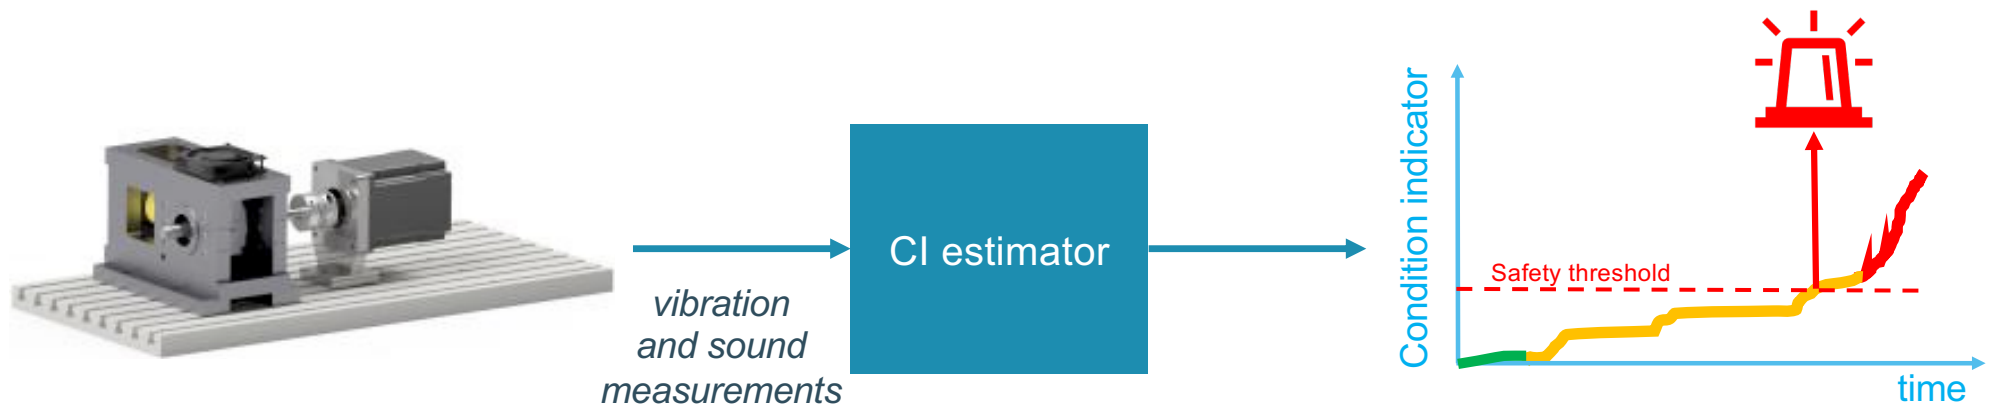 vibration
and sound
measurements
CI estimator
Condition indicator
Safety threshold
time